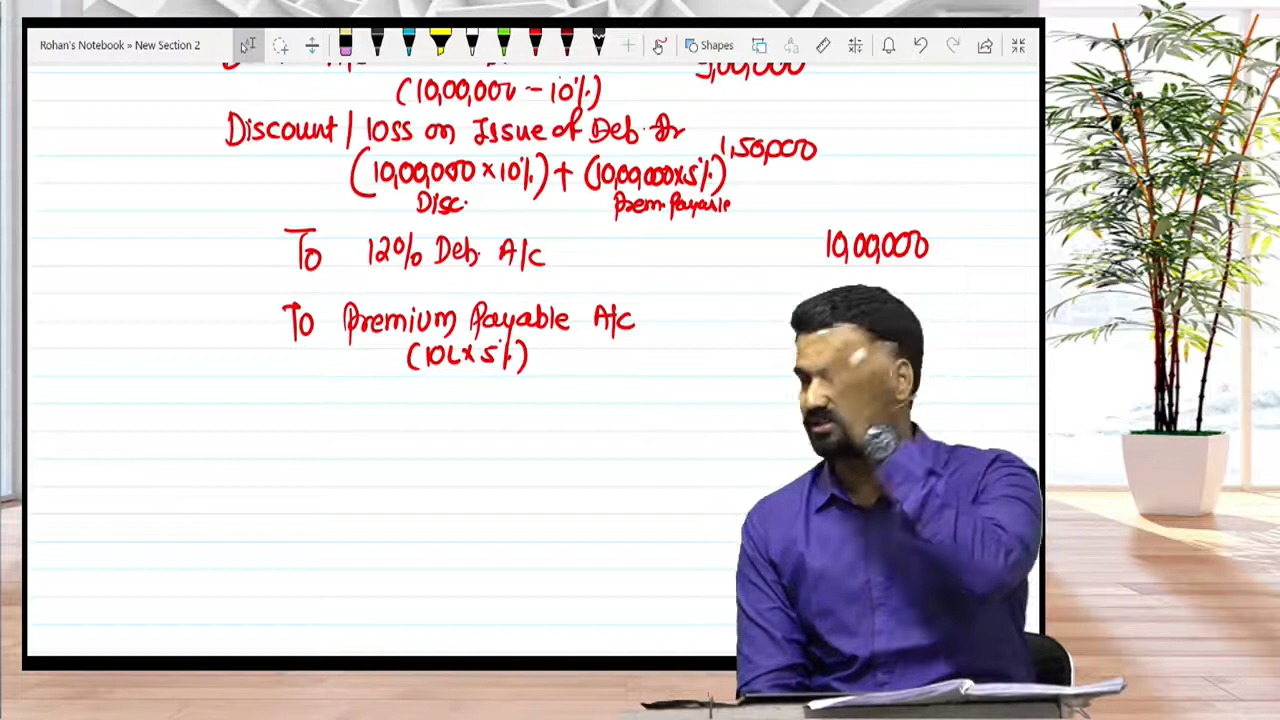 Rohan's Notebook » New Section 2
Shapes
(10,00,000 - 10%)
Discount / loss on Issue of Deb. Dr
1,50,000
(10,00,000 × 10%) + (10,00,000 × 5%)
Disc. Prem. Payable
To 12% Deb. A/c 10,00,000
To Premium Payable A/c
(10L × 5%)